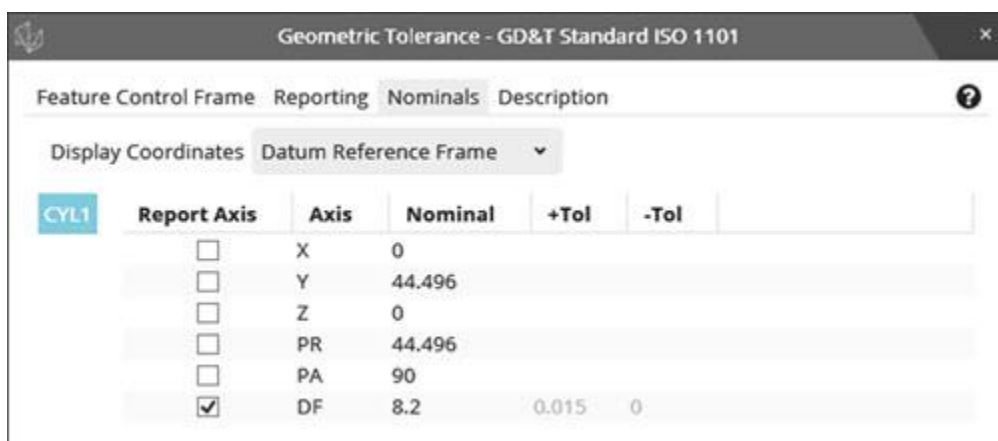 Geometric Tolerance - GD&T Standard ISO 1101 ×
Feature Control Frame Reporting Nominals Description ?
Display Coordinates Datum Reference Frame
CYL1 Report Axis Axis Nominal +Tol -Tol
X 0
Y 44.496
Z 0
PR 44.496
PA 90
DF 8.2 0.015 0